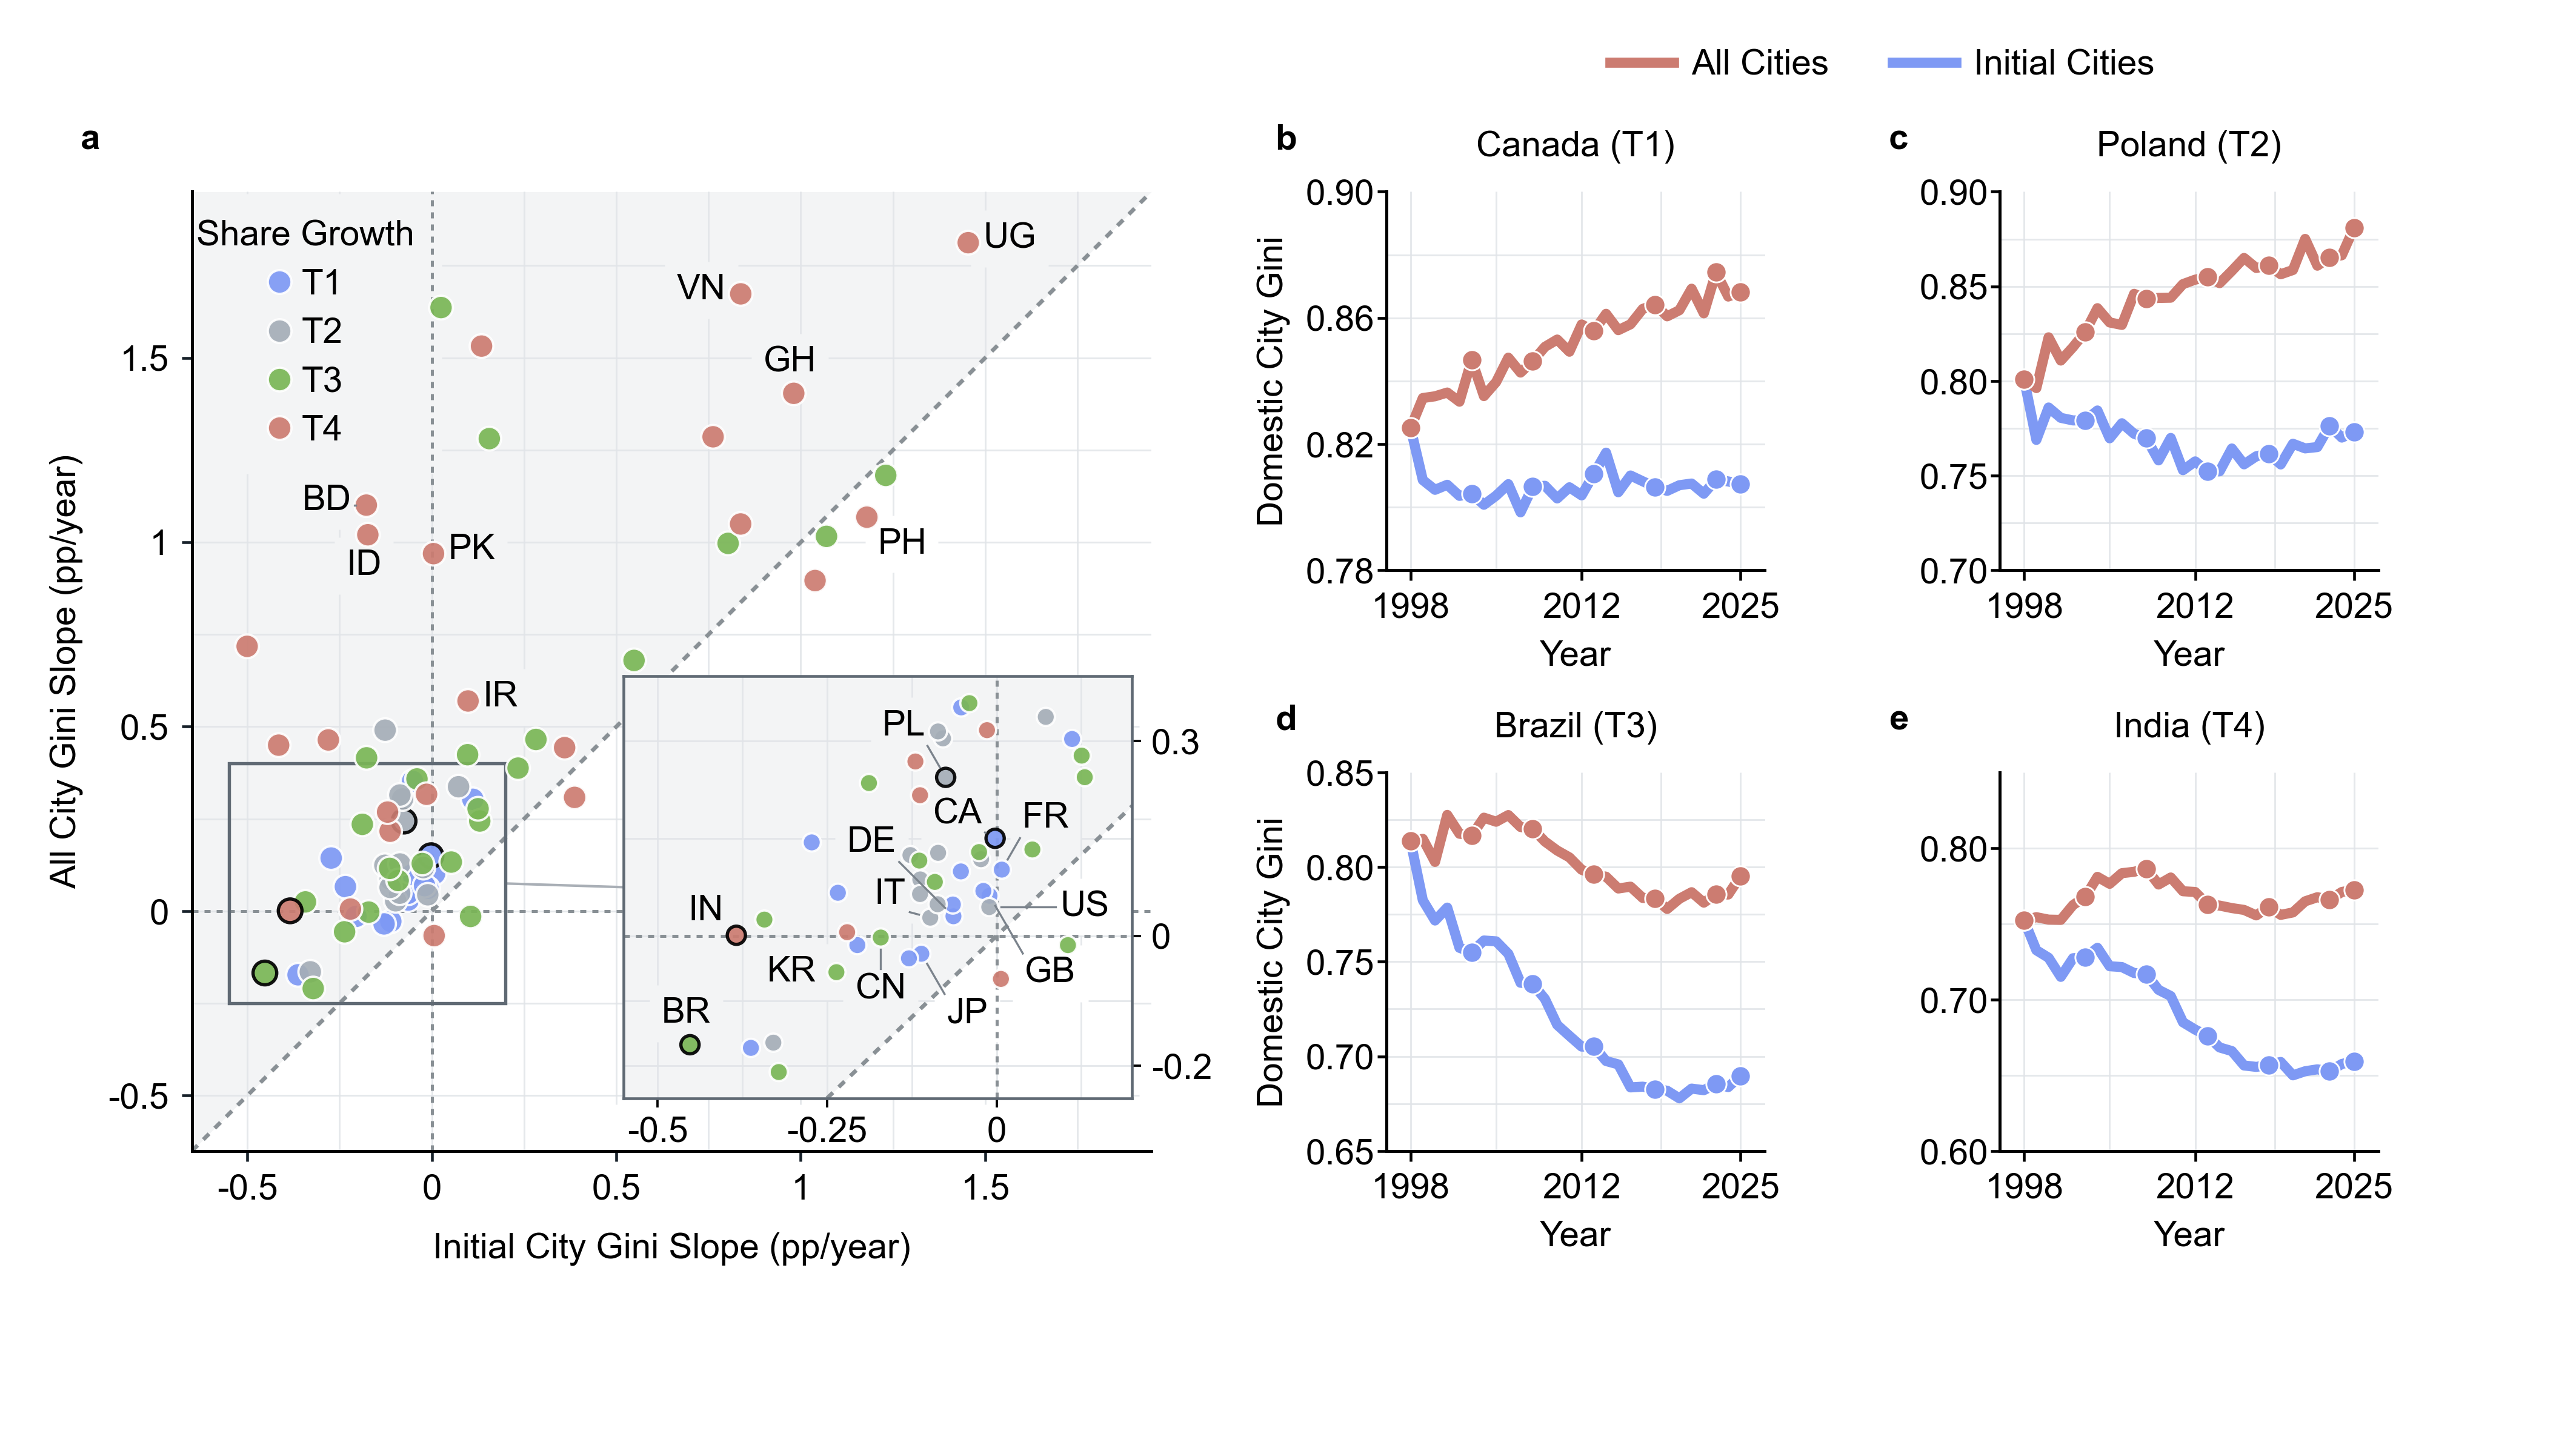 All Cities
Initial Cities
a
Share Growth
T1
T2
T3
T4
UG
VN
GH
BD
ID
PK
PH
IR
1.5
1
0.5
0
-0.5
All City Gini Slope (pp/year)
-0.5
0
0.5
1
1.5
Initial City Gini Slope (pp/year)
PL
CA
FR
DE
IT
US
IN
KR
CN
GB
BR
JP
0.3
0
-0.2
-0.5
-0.25
0
b
Canada (T1)
Domestic City Gini
0.90
0.86
0.82
0.78
1998
2012
2025
Year
c
Poland (T2)
0.90
0.85
0.80
0.75
0.70
1998
2012
2025
Year
d
Brazil (T3)
Domestic City Gini
0.85
0.80
0.75
0.70
0.65
1998
2012
2025
Year
e
India (T4)
0.80
0.70
0.60
1998
2012
2025
Year